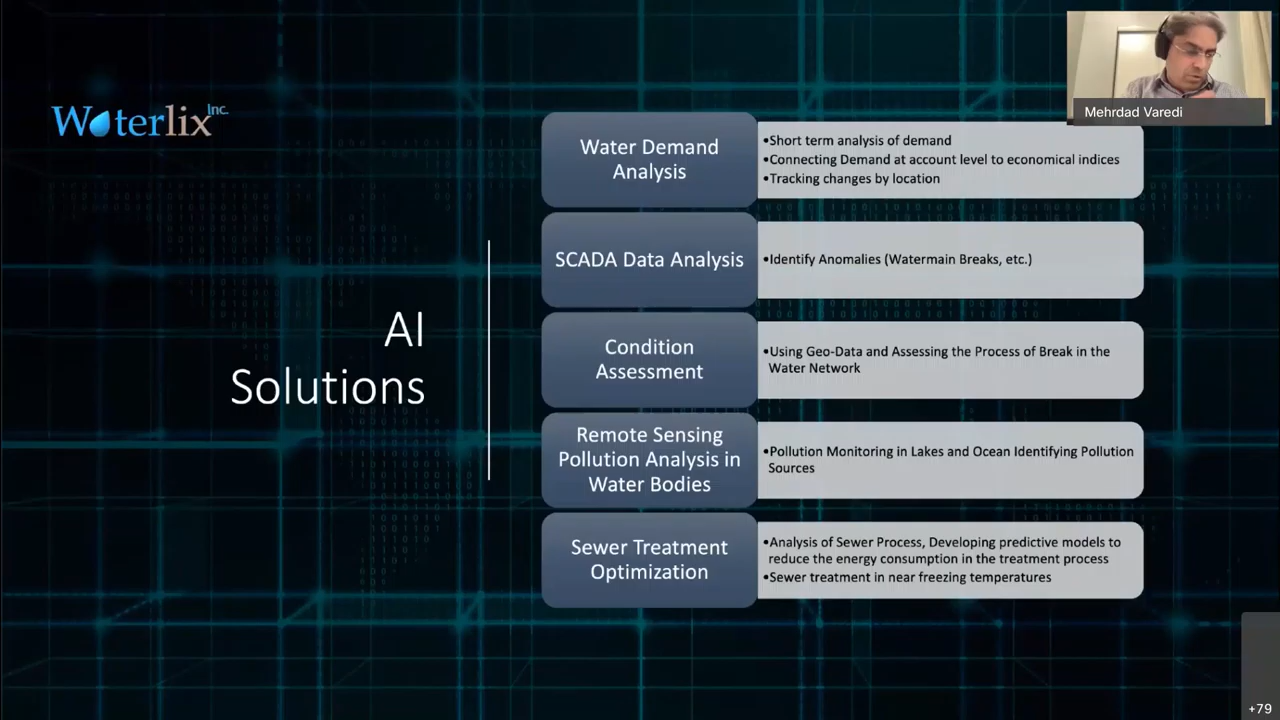 Waterlix Inc.
Mehrdad Varedi
AI
Solutions
Water Demand
Analysis
•Short term analysis of demand
•Connecting Demand at account level to economical indices
•Tracking changes by location
SCADA Data Analysis
•Identify Anomalies (Watermain Breaks, etc.)
Condition
Assessment
•Using Geo-Data and Assessing the Process of Break in the
Water Network
Remote Sensing
Pollution Analysis in
Water Bodies
•Pollution Monitoring in Lakes and Ocean Identifying Pollution
Sources
Sewer Treatment
Optimization
•Analysis of Sewer Process, Developing predictive models to
reduce the energy consumption in the treatment process
•Sewer treatment in near freezing temperatures
+79